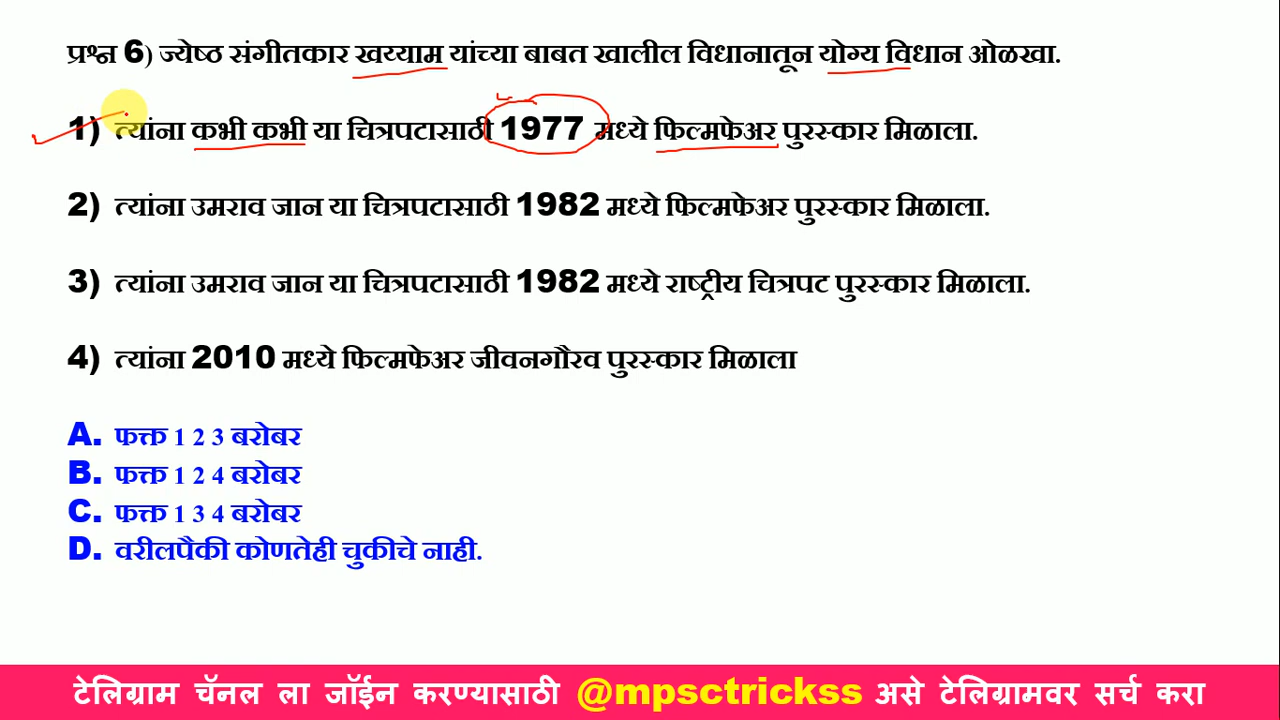 प्रश्न 6) ज्येष्ठ संगीतकार खय्याम यांच्या बाबत खालील विधानातून योग्य विधान ओळखा.
1) त्यांना कभी कभी या चित्रपटासाठी 1977 मध्ये फिल्मफेअर पुरस्कार मिळाला.
2) त्यांना उमराव जान या चित्रपटासाठी 1982 मध्ये फिल्मफेअर पुरस्कार मिळाला.
3) त्यांना उमराव जान या चित्रपटासाठी 1982 मध्ये राष्ट्रीय चित्रपट पुरस्कार मिळाला.
4) त्यांना 2010 मध्ये फिल्मफेअर जीवनगौरव पुरस्कार मिळाला
A. फक्त 1 2 3 बरोबर
B. फक्त 1 2 4 बरोबर
C. फक्त 1 3 4 बरोबर
D. वरीलपैकी कोणतेही चुकीचे नाही.
टेलिग्राम चॅनल ला जॉईन करण्यासाठी @mpsctrickss असे टेलिग्रामवर सर्च करा